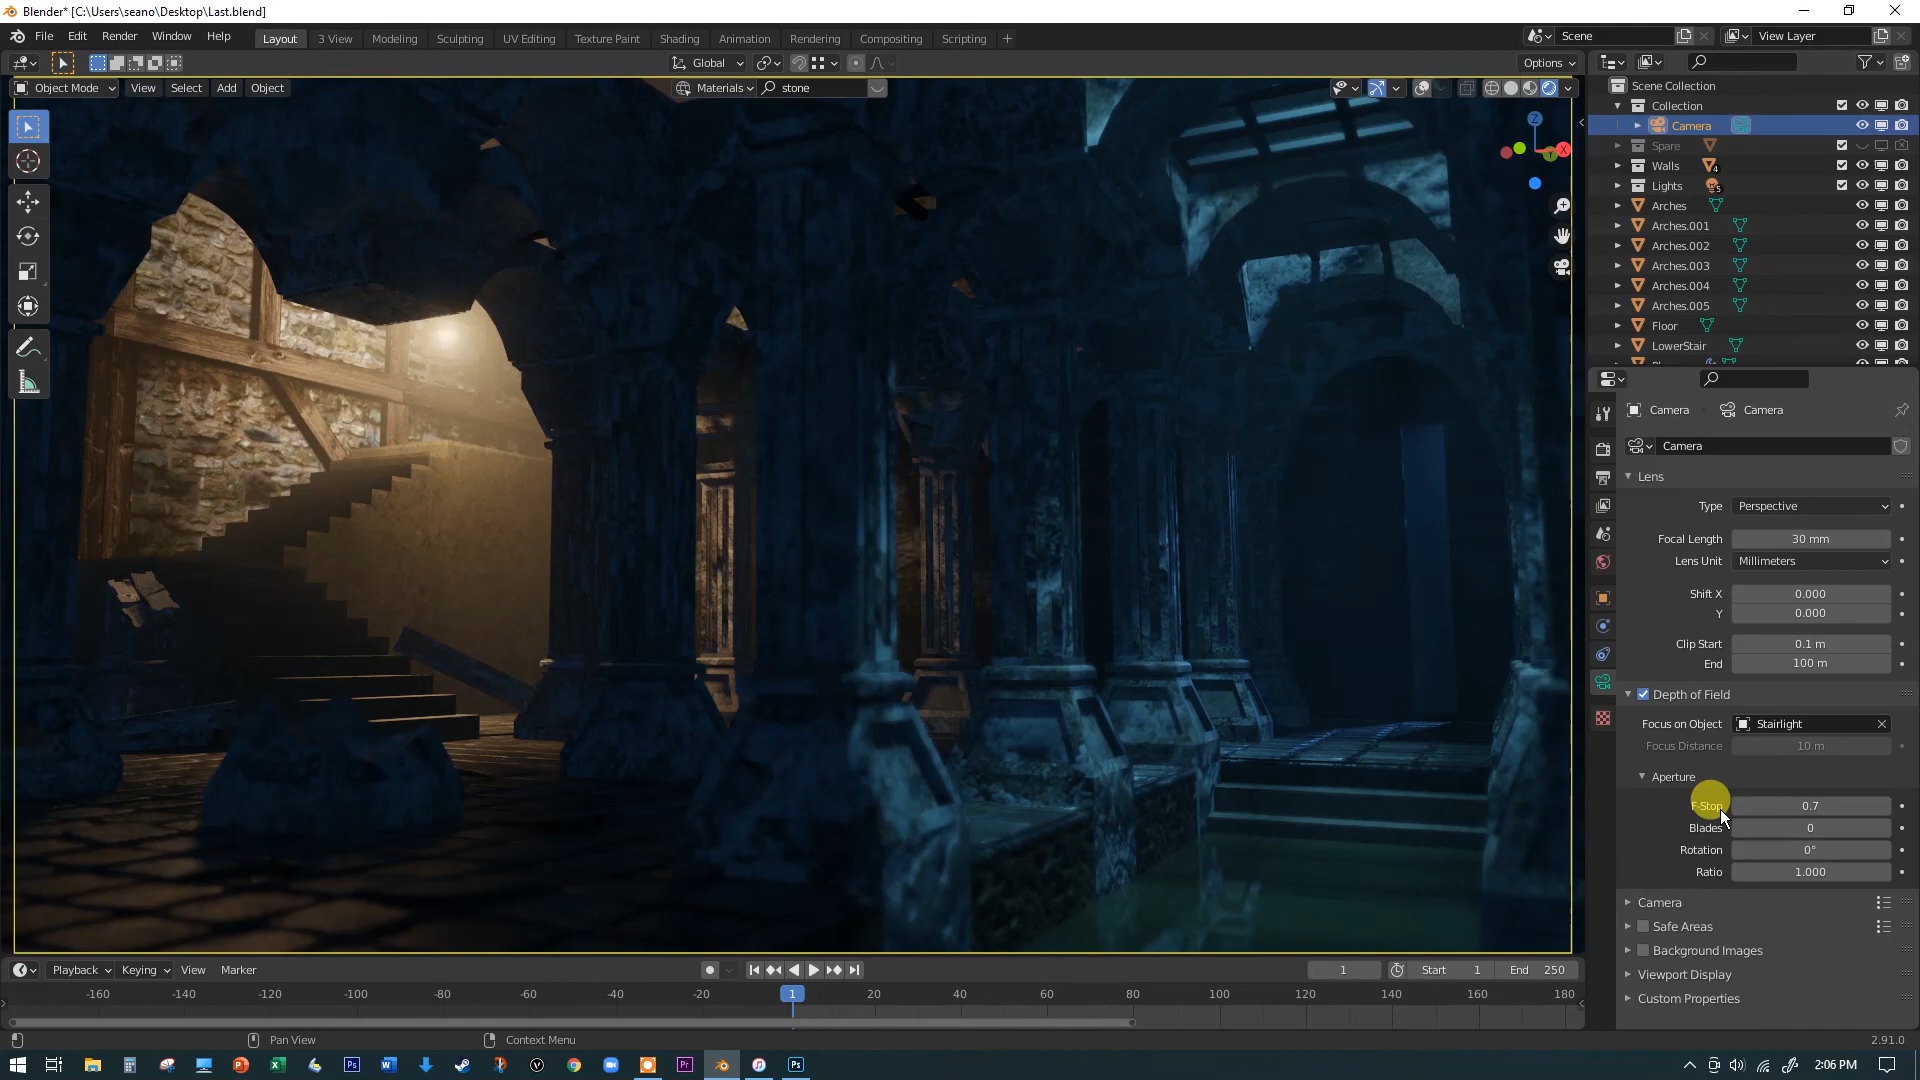 Blender* [C:\Users\seano\Desktop\Last.blend]
File Edit Render Window Help Layout 3 View Modeling Sculpting UV Editing Texture Paint Shading Animation Rendering Compositing Scripting + Scene View Layer
Global Options
Object Mode View Select Add Object Materials stone
Z
X
Y
Scene Collection
Collection
Camera
Spare
Walls 4
Lights 5
Arches
Arches.001
Arches.002
Arches.003
Arches.004
Arches.005
Floor
LowerStair
Camera Camera
Camera
Lens
Type Perspective
Focal Length 30 mm
Lens Unit Millimeters
Shift X 0.000
Y 0.000
Clip Start 0.1 m
End 100 m
Depth of Field
Focus on Object Stairlight
Focus Distance 10 m
Aperture
F-Stop 0.7
Blades 0
Rotation 0°
Ratio 1.000
Camera
Safe Areas
Background Images
Viewport Display
Custom Properties
Playback Keying View Marker 1 Start 1 End 250
-160 -140 -120 -100 -80 -60 -40 -20 1 20 40 60 80 100 120 140 160 180
Pan View Context Menu 2.91.0
2:06 PM